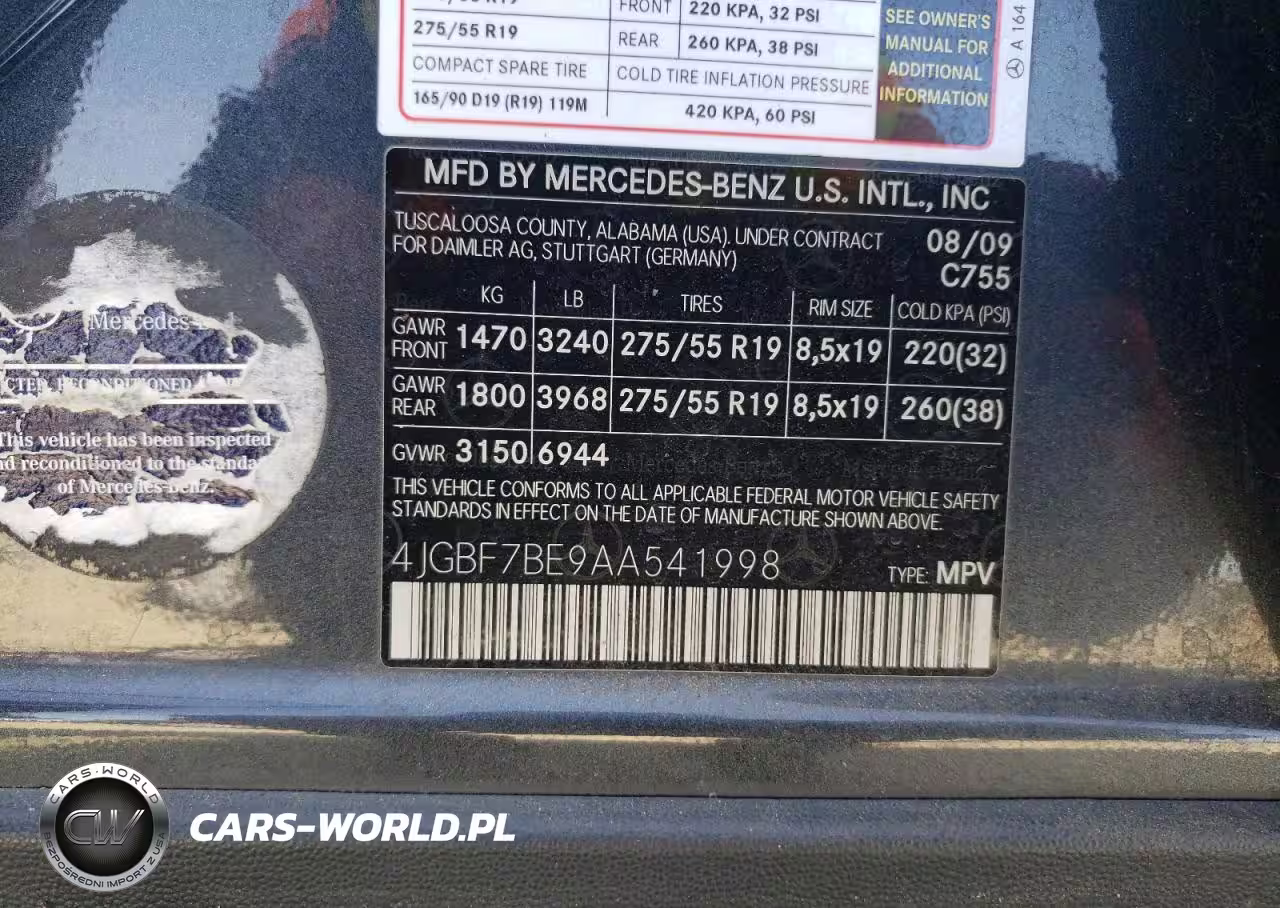 FRONT 220 KPA, 32 PSI
275/55 R19
REAR 260 KPA, 38 PSI
COMPACT SPARE TIRE
COLD TIRE INFLATION PRESSURE
165/90 D19 (R19) 119M
420 KPA, 60 PSI
SEE OWNER'S
MANUAL FOR
ADDITIONAL
INFORMATION
A 164
MFD BY MERCEDES-BENZ U.S. INTL., INC
TUSCALOOSA COUNTY, ALABAMA (USA). UNDER CONTRACT
FOR DAIMLER AG, STUTTGART (GERMANY)
08/09
C755
KG LB TIRES RIM SIZE COLD KPA (PSI)
GAWR FRONT 1470 3240 275/55 R19 8,5x19 220(32)
GAWR REAR 1800 3968 275/55 R19 8,5x19 260(38)
GVWR 3150 6944
THIS VEHICLE CONFORMS TO ALL APPLICABLE FEDERAL MOTOR VEHICLE SAFETY
STANDARDS IN EFFECT ON THE DATE OF MANUFACTURE SHOWN ABOVE.
4JGBF7BE9AA541998
TYPE: MPV
Mercedes-
RECONDITIONED
This vehicle has been inspected
reconditioned to the
of Mercedes-Benz.
CARS-WORLD
CW
BEZPOŚREDNI IMPORT Z USA
CARS-WORLD.PL